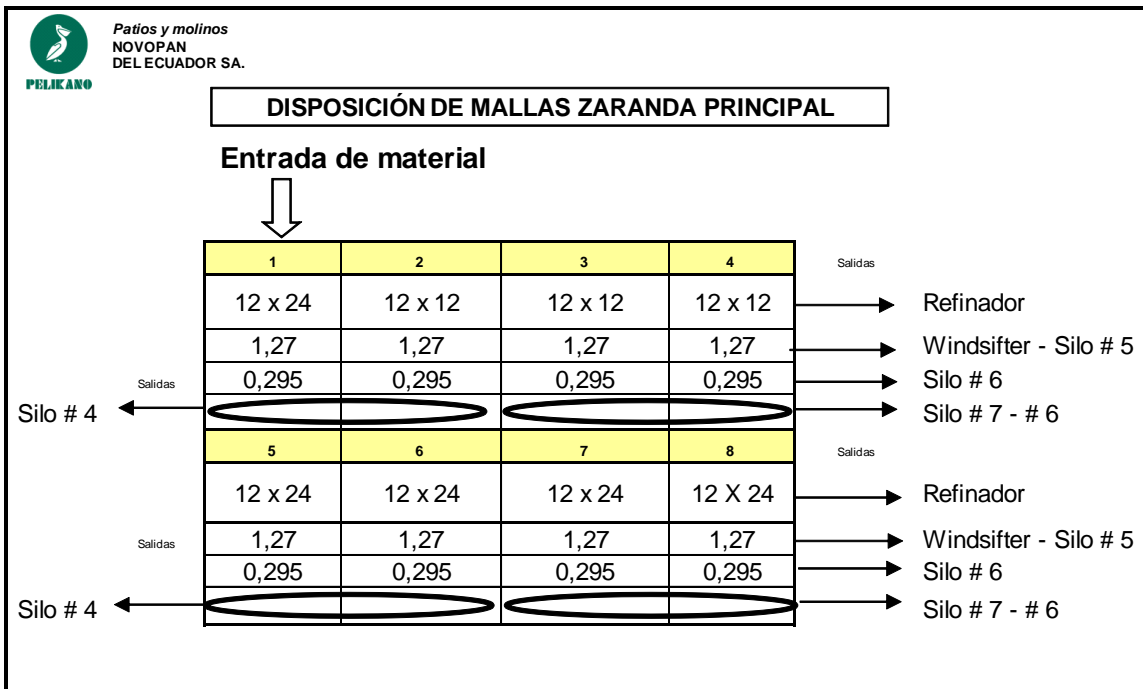 Patios y molinos
NOVOPAN
DEL ECUADOR SA.
PELIKANO
DISPOSICIÓN DE MALLAS ZARANDA PRINCIPAL
Entrada de material
1 2 3 4 Salidas
12 x 24 12 x 12 12 x 12 12 x 12 Refinador
1,27 1,27 1,27 1,27 Windsifter - Silo # 5
Salidas 0,295 0,295 0,295 0,295 Silo # 6
Silo # 4 Silo # 7 - # 6
5 6 7 8 Salidas
12 x 24 12 x 24 12 x 24 12 X 24 Refinador
Salidas 1,27 1,27 1,27 1,27 Windsifter - Silo # 5
0,295 0,295 0,295 0,295 Silo # 6
Silo # 4 Silo # 7 - # 6